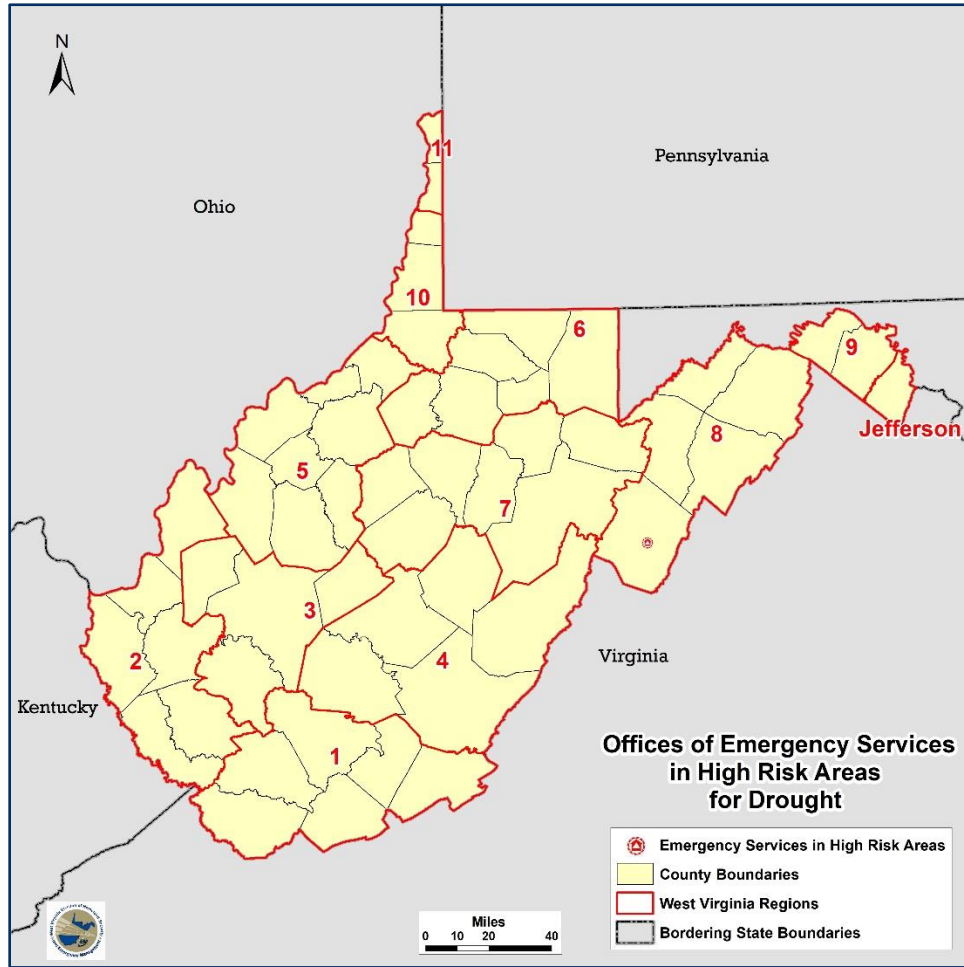 N
11
Pennsylvania
Ohio
10
6
9
Jefferson
8
5
7
3
2
4
Virginia
Kentucky
1
Offices of Emergency Services
in High Risk Areas
for Drought
Emergency Services in High Risk Areas
County Boundaries
West Virginia Regions
Bordering State Boundaries
Miles
0 10 20 40